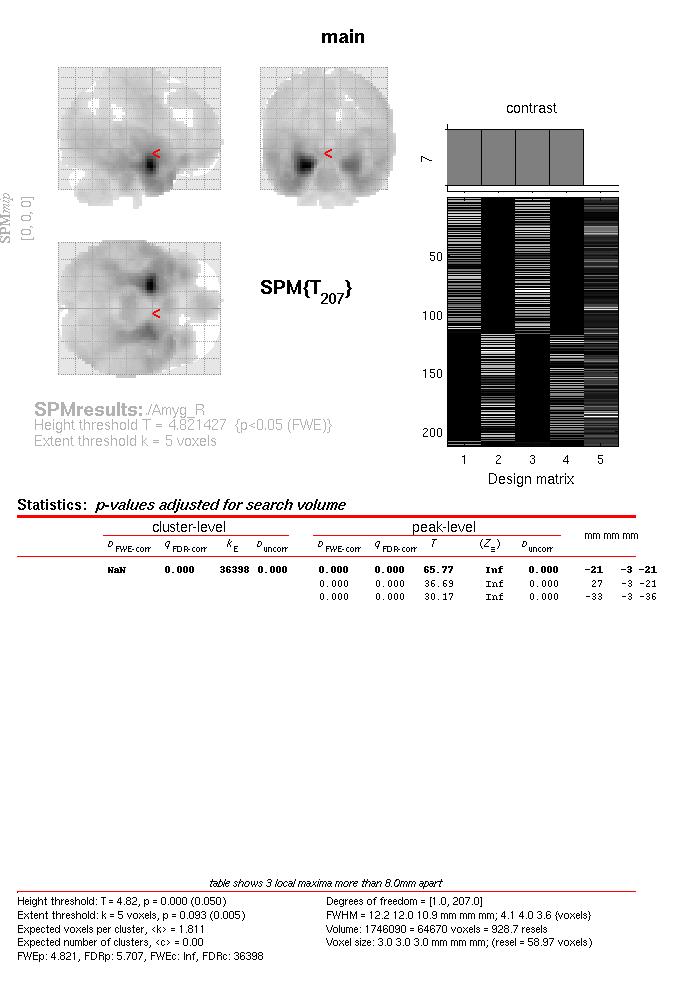 main
contrast
7
SPMmip
[0, 0, 0]
<
<
<
SPM{T207}
50
100
150
200
1 2 3 4 5
Design matrix
SPMresults: ./Amyg_R
Height threshold T = 4.821427 {p<0.05 (FWE)}
Extent threshold k = 5 voxels
Statistics: p-values adjusted for search volume
cluster-level peak-level mm mm mm
p FWE-corr q FDR-corr k E p uncorr p FWE-corr q FDR-corr T (Z≡) p uncorr
NaN 0.000 36398 0.000 0.000 0.000 65.77 Inf 0.000 -21 -3 -21
0.000 0.000 36.69 Inf 0.000 27 -3 -21
0.000 0.000 30.17 Inf 0.000 -33 -3 -36
table shows 3 local maxima more than 8.0mm apart
Height threshold: T = 4.82, p = 0.000 (0.050)
Extent threshold: k = 5 voxels, p = 0.093 (0.005)
Expected voxels per cluster, <k> = 1.811
Expected number of clusters, <c> = 0.00
FWEp: 4.821, FDRp: 5.707, FWEc: Inf, FDRc: 36398
Degrees of freedom = [1.0, 207.0]
FWHM = 12.2 12.0 10.9 mm mm mm; 4.1 4.0 3.6 {voxels}
Volume: 1746090 = 64670 voxels = 928.7 resels
Voxel size: 3.0 3.0 3.0 mm mm mm; (resel = 58.97 voxels)